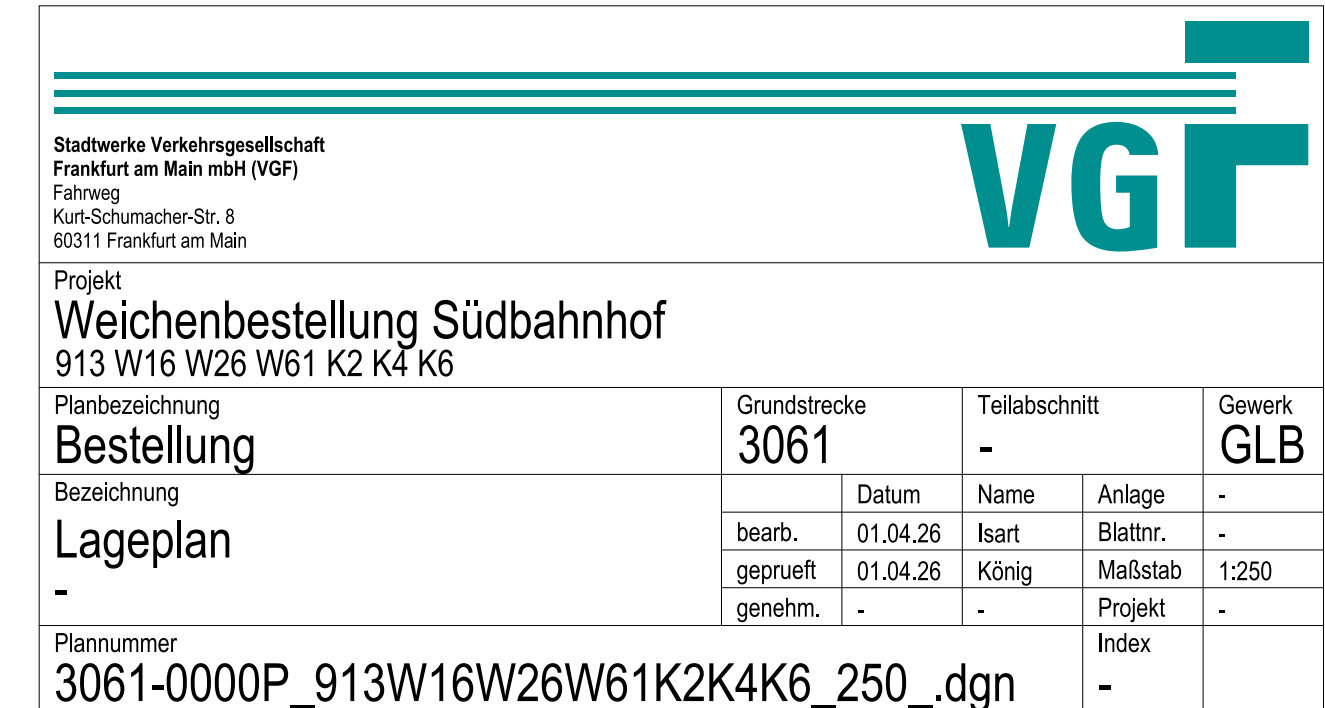 VGF
Stadtwerke Verkehrsgesellschaft
Frankfurt am Main mbH (VGF)
Fahrweg
Kurt-Schumacher-Str. 8
60311 Frankfurt am Main
Projekt
Weichenbestellung Südbahnhof
913 W16 W26 W61 K2 K4 K6
Planbezeichnung Grundstrecke Teilabschnitt Gewerk
Bestellung 3061 - GLB
Bezeichnung Datum Name Anlage -
Lageplan bearb. 01.04.26 Isart Blattnr. -
geprueft 01.04.26 König Maßstab 1:250
- genehm. - - Projekt -
Plannummer Index
3061-0000P_913W16W26W61K2K4K6_250_.dgn -